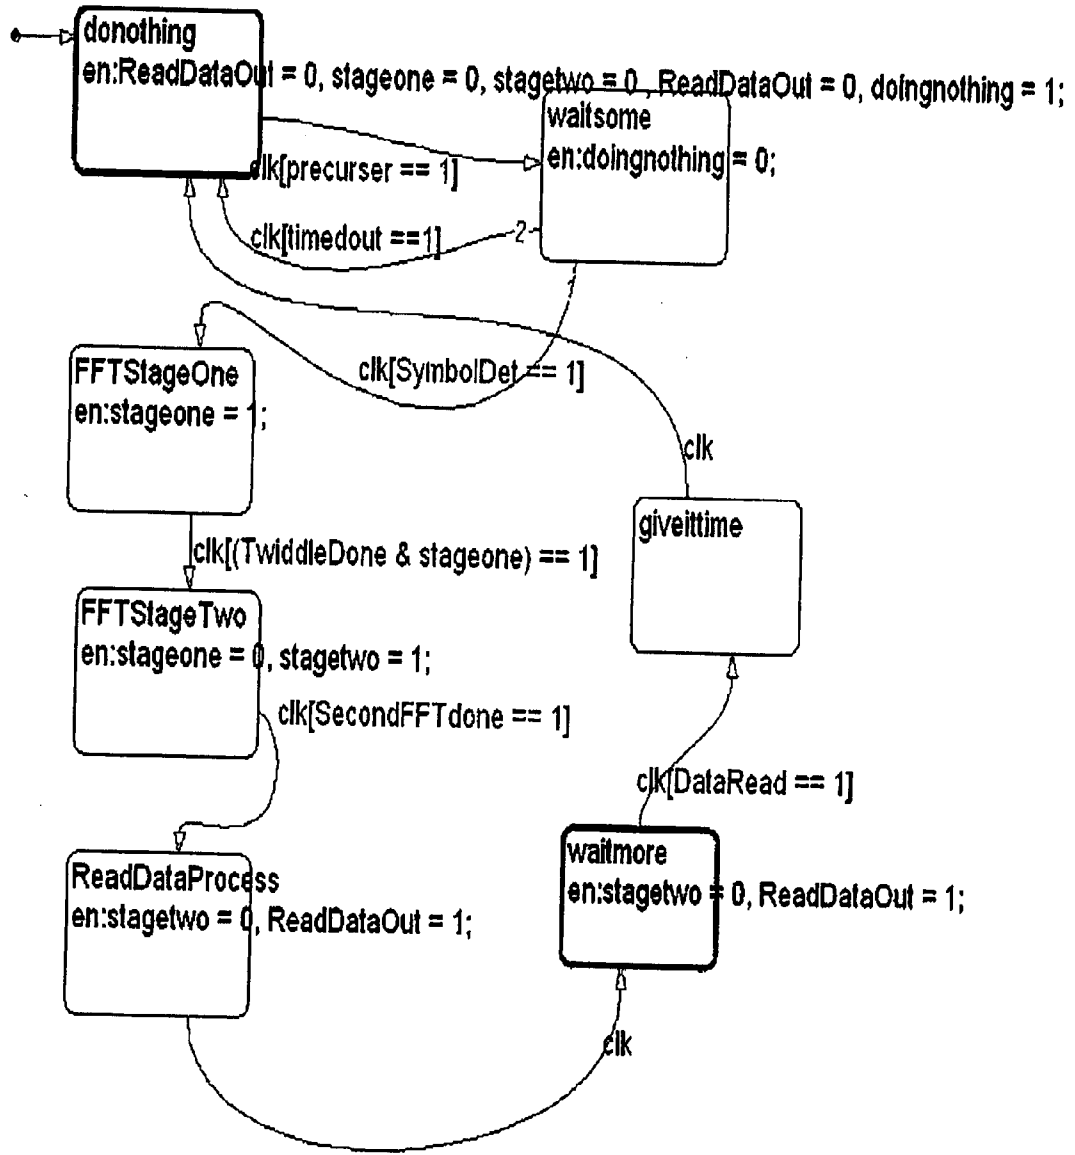 donothing
en:ReadDataOut = 0, stageone = 0, stagetwo = 0 , ReadDataOut = 0, doingnothing = 1;
waitsome
en:doingnothing = 0;
clk[precurser == 1]
clk[timedout ==1]
2
1
clk[SymbolDet == 1]
FFTStageOne
en:stageone = 1;
clk
giveittime
clk[(TwiddleDone & stageone) == 1]
FFTStageTwo
en:stageone = 0, stagetwo = 1;
clk[SecondFFTdone == 1]
clk[DataRead == 1]
waitmore
en:stagetwo = 0, ReadDataOut = 1;
ReadDataProcess
en:stagetwo = 0, ReadDataOut = 1;
clk